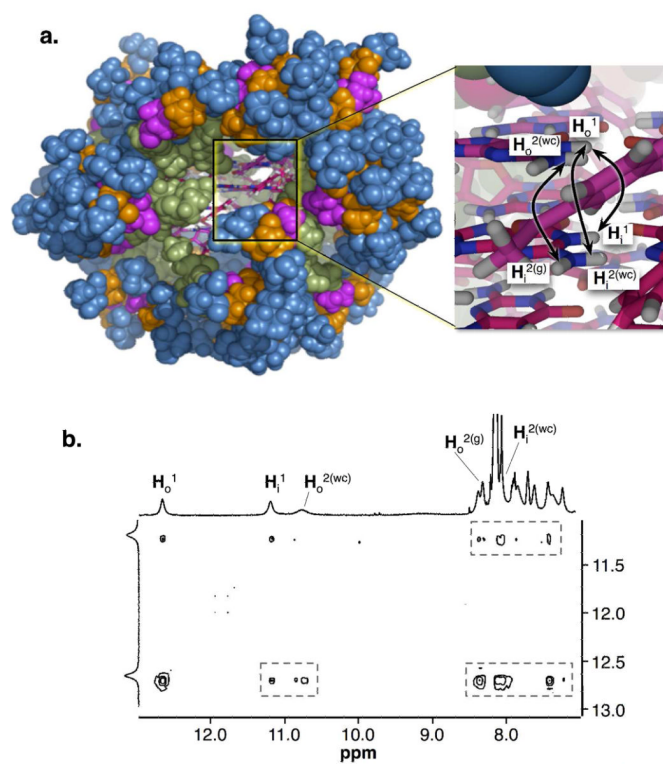 a.
Hₒ¹
Hₒ²⁽ʷᶜ⁾
Hᵢ¹
Hᵢ²⁽ᵍ⁾
Hᵢ²⁽ʷᶜ⁾
b.
Hᵢ²⁽ʷᶜ⁾
Hₒ²⁽ᵍ⁾
Hₒ¹ Hᵢ¹ Hₒ²⁽ʷᶜ⁾
11.5
12.0
12.5
13.0
12.0 11.0 10.0 9.0 8.0
ppm